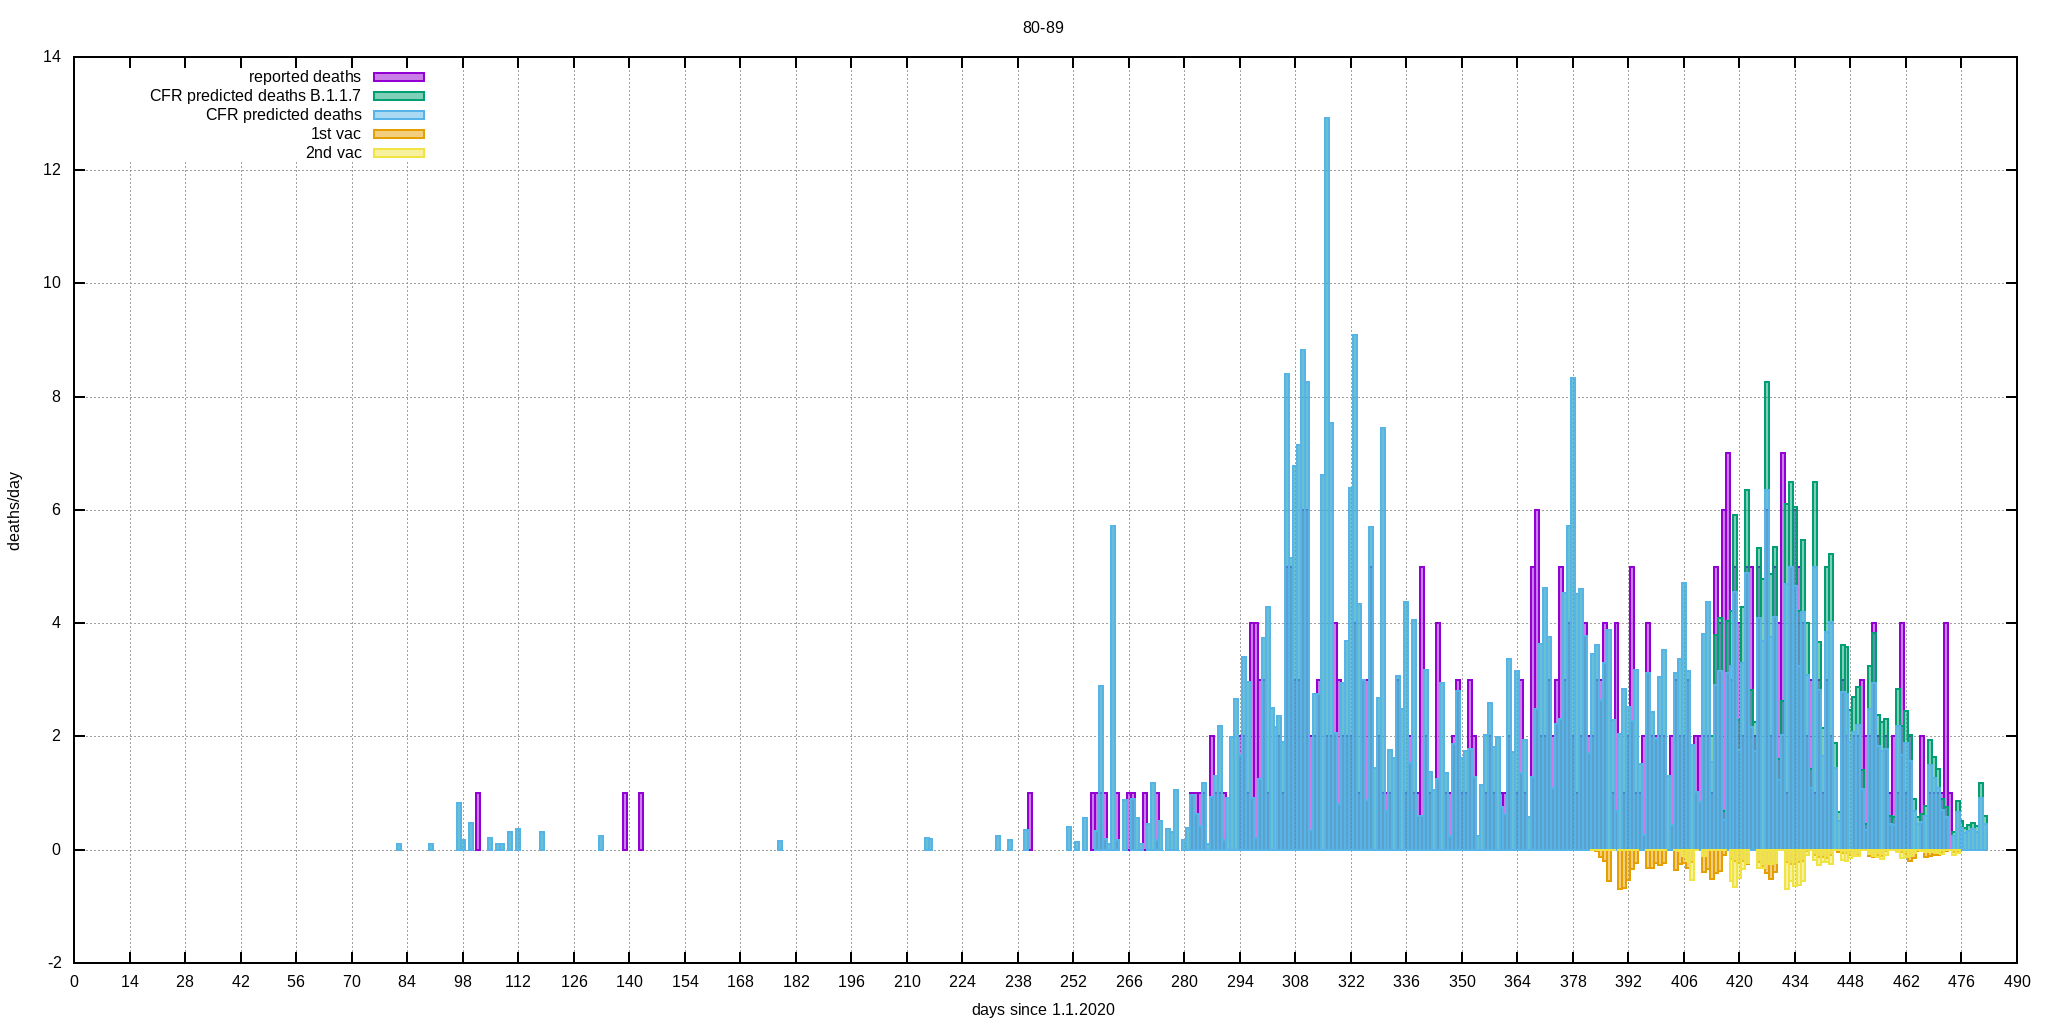 80-89
reported deaths
CFR predicted deaths B.1.1.7
CFR predicted deaths
1st vac
2nd vac
14
12
10
8
6
4
2
0
-2
deaths/day
0 14 28 42 56 70 84 98 112 126 140 154 168 182 196 210 224 238 252 266 280 294 308 322 336 350 364 378 392 406 420 434 448 462 476 490
days since 1.1.2020